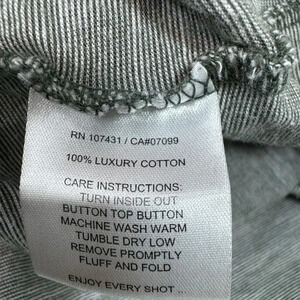 RN 107431 / CA#07099
100% LUXURY COTTON
CARE INSTRUCTIONS:
TURN INSIDE OUT
BUTTON TOP BUTTON
MACHINE WASH WARM
TUMBLE DRY LOW
REMOVE PROMPTLY
FLUFF AND FOLD
ENJOY EVERY SHOT ...